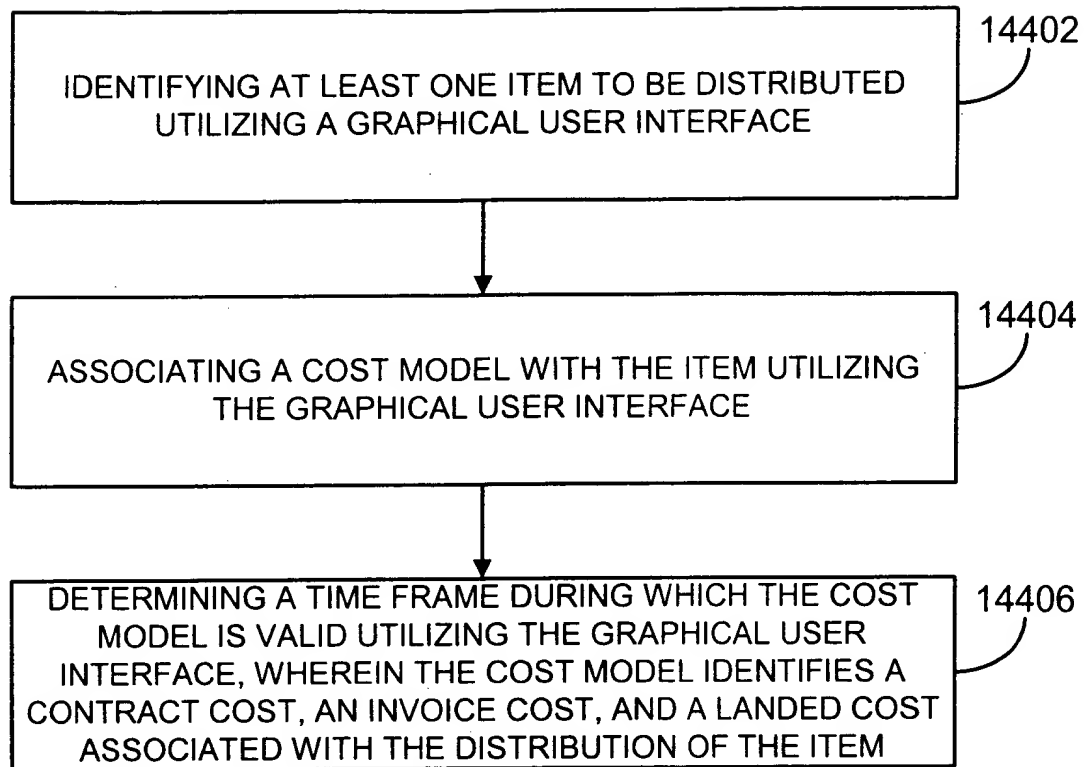 14402
IDENTIFYING AT LEAST ONE ITEM TO BE DISTRIBUTED
UTILIZING A GRAPHICAL USER INTERFACE
14404
ASSOCIATING A COST MODEL WITH THE ITEM UTILIZING
THE GRAPHICAL USER INTERFACE
14406
DETERMINING A TIME FRAME DURING WHICH THE COST
MODEL IS VALID UTILIZING THE GRAPHICAL USER
INTERFACE, WHEREIN THE COST MODEL IDENTIFIES A
CONTRACT COST, AN INVOICE COST, AND A LANDED COST
ASSOCIATED WITH THE DISTRIBUTION OF THE ITEM